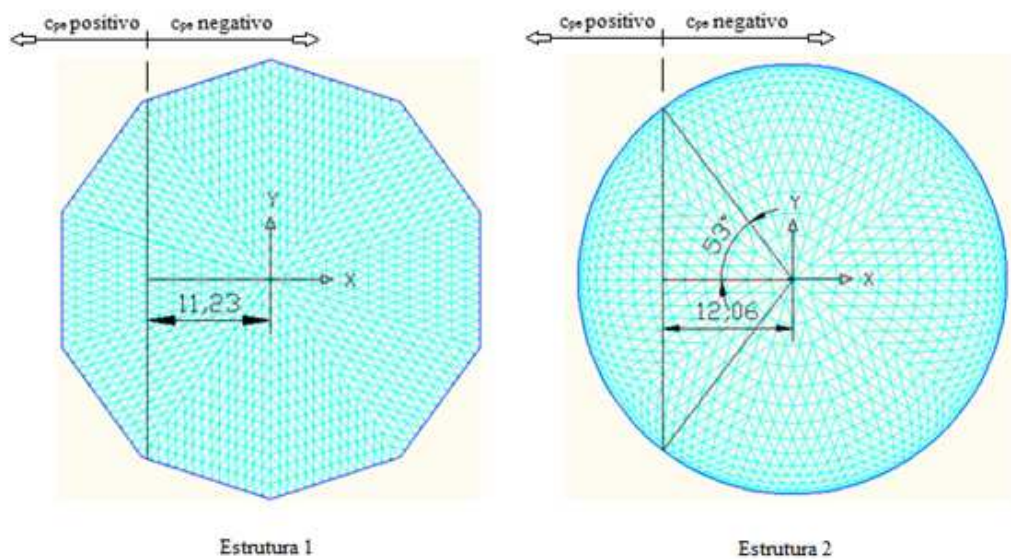 cpe positivo
cpe negativo
cpe positivo
cpe negativo
Y
X
11,23
Y
53°
X
12,06
Estrutura 1
Estrutura 2